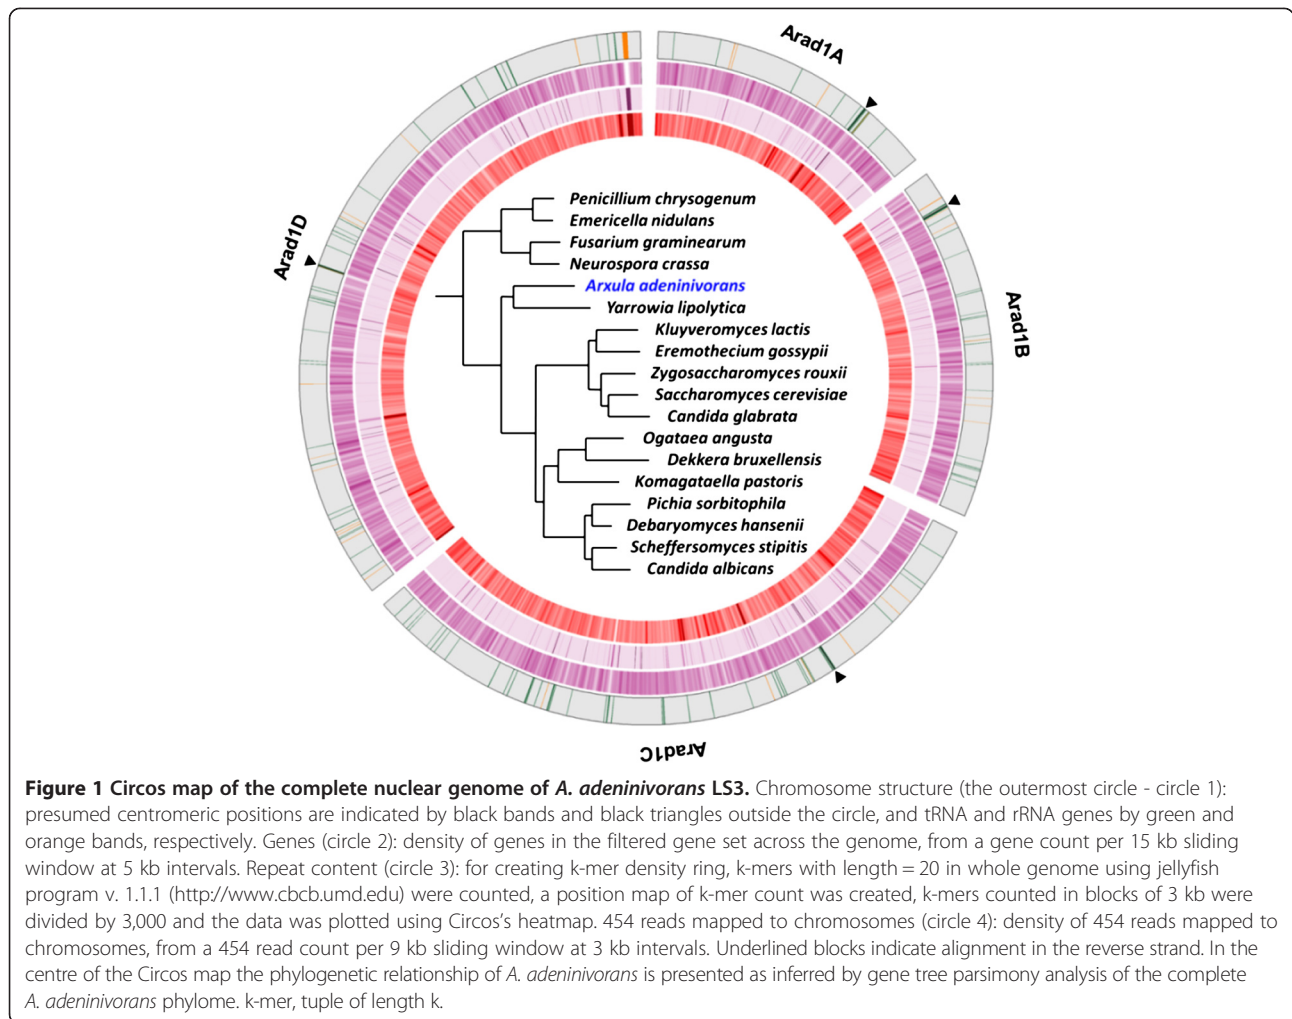 Arad1A
Arad1B
Arad1C
Arad1D
Penicillium chrysogenum
Emericella nidulans
Fusarium graminearum
Neurospora crassa
Arxula adeninivorans
Yarrowia lipolytica
Kluyveromyces lactis
Eremothecium gossypii
Zygosaccharomyces rouxii
Saccharomyces cerevisiae
Candida glabrata
Ogataea angusta
Dekkera bruxellensis
Komagataella pastoris
Pichia sorbitophila
Debaryomyces hansenii
Scheffersomyces stipitis
Candida albicans
Figure 1 Circos map of the complete nuclear genome of A. adeninivorans LS3. Chromosome structure (the outermost circle - circle 1):
presumed centromeric positions are indicated by black bands and black triangles outside the circle, and tRNA and rRNA genes by green and
orange bands, respectively. Genes (circle 2): density of genes in the filtered gene set across the genome, from a gene count per 15 kb sliding
window at 5 kb intervals. Repeat content (circle 3): for creating k-mer density ring, k-mers with length = 20 in whole genome using jellyfish
program v. 1.1.1 (http://www.cbcb.umd.edu) were counted, a position map of k-mer count was created, k-mers counted in blocks of 3 kb were
divided by 3,000 and the data was plotted using Circos's heatmap. 454 reads mapped to chromosomes (circle 4): density of 454 reads mapped to
chromosomes, from a 454 read count per 9 kb sliding window at 3 kb intervals. Underlined blocks indicate alignment in the reverse strand. In the
centre of the Circos map the phylogenetic relationship of A. adeninivorans is presented as inferred by gene tree parsimony analysis of the complete
A. adeninivorans phylome. k-mer, tuple of length k.